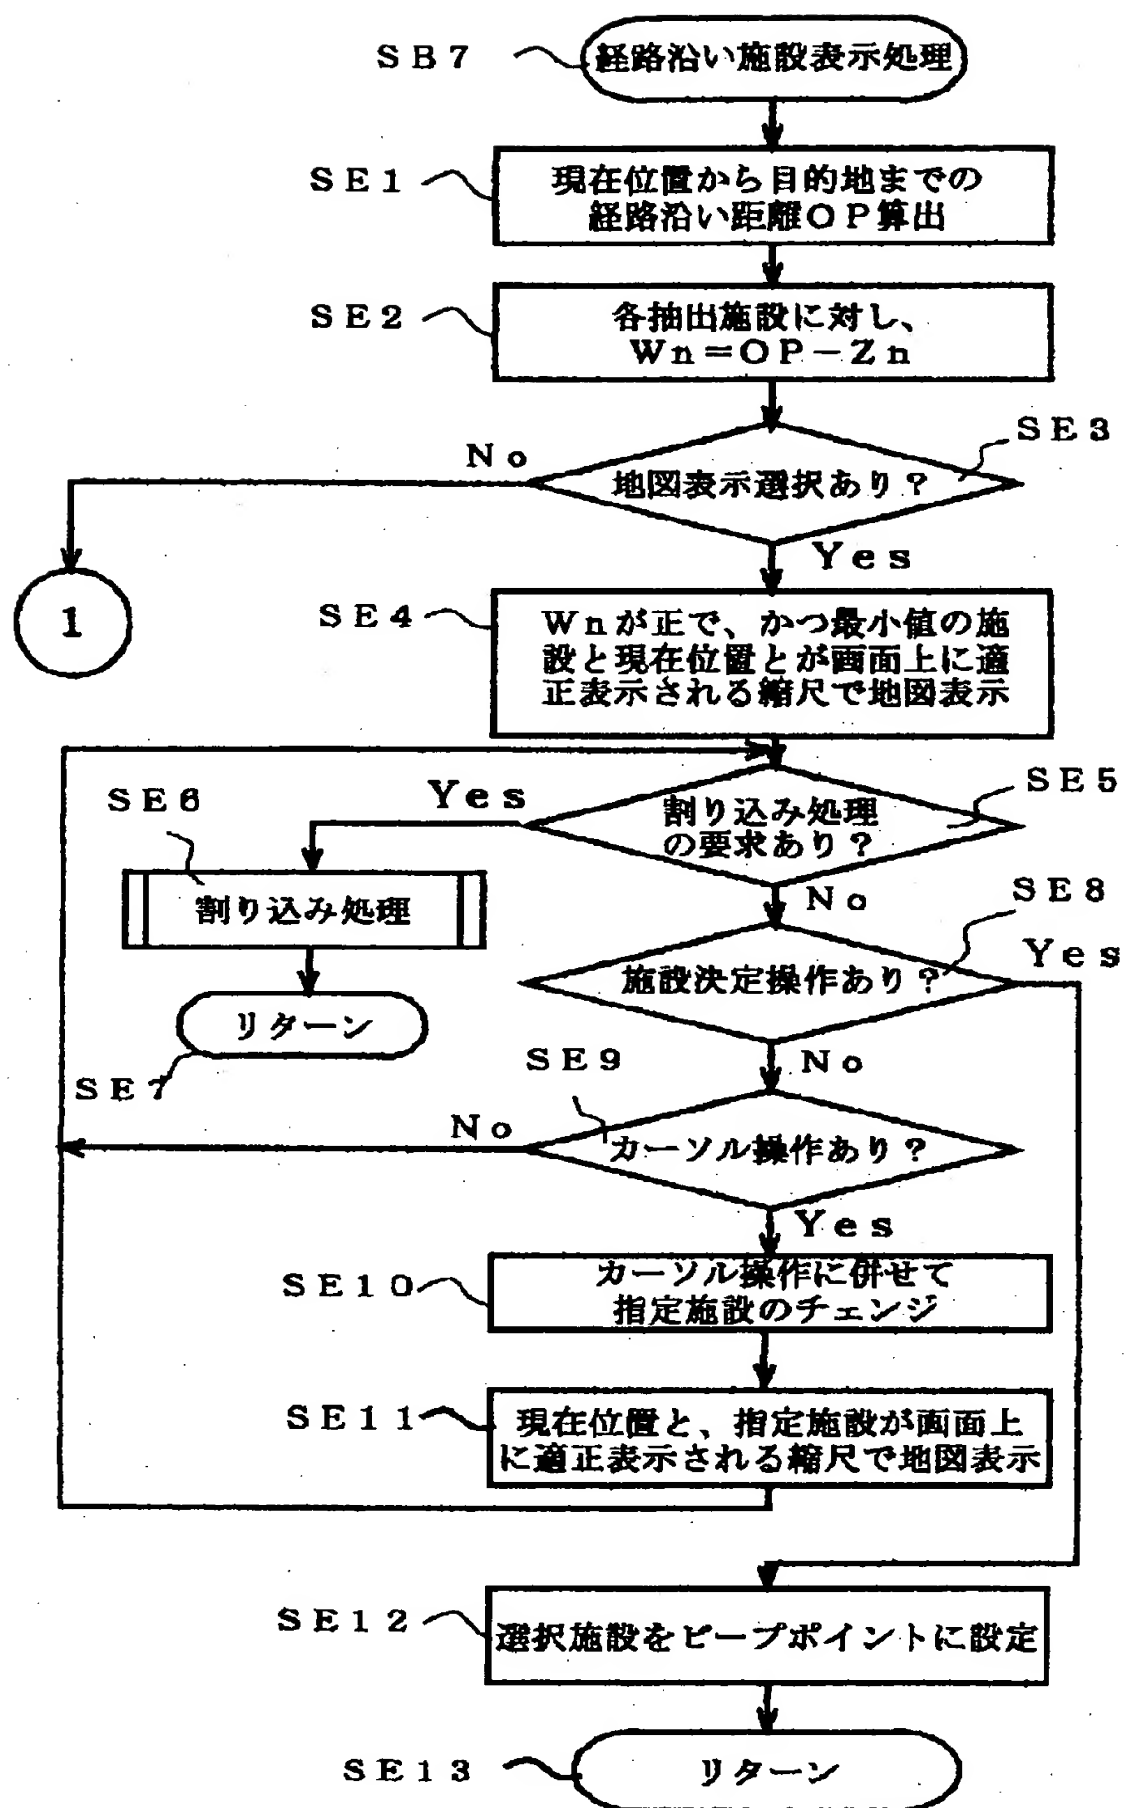 SB7
経路沿い施設表示処理
SE1
現在位置から目的地までの
経路沿い距離OP算出
SE2
各抽出施設に対し、
Wn=OP-Zn
SE3
No
地図表示選択あり?
Yes
1
SE4
Wnが正で、かつ最小値の施
設と現在位置とが画面上に適
正表示される縮尺で地図表示
SE5
Yes
SE6
割り込み処理
の要求あり?
No
SE8
割り込み処理
Yes
施設決定操作あり?
リターン
SE7
No
SE9
No
カーソル操作あり?
Yes
SE10
カーソル操作に併せて
指定施設のチェンジ
SE11
現在位置と、指定施設が画面上
に適正表示される縮尺で地図表示
SE12
選択施設をピープポイントに設定
SE13
リターン